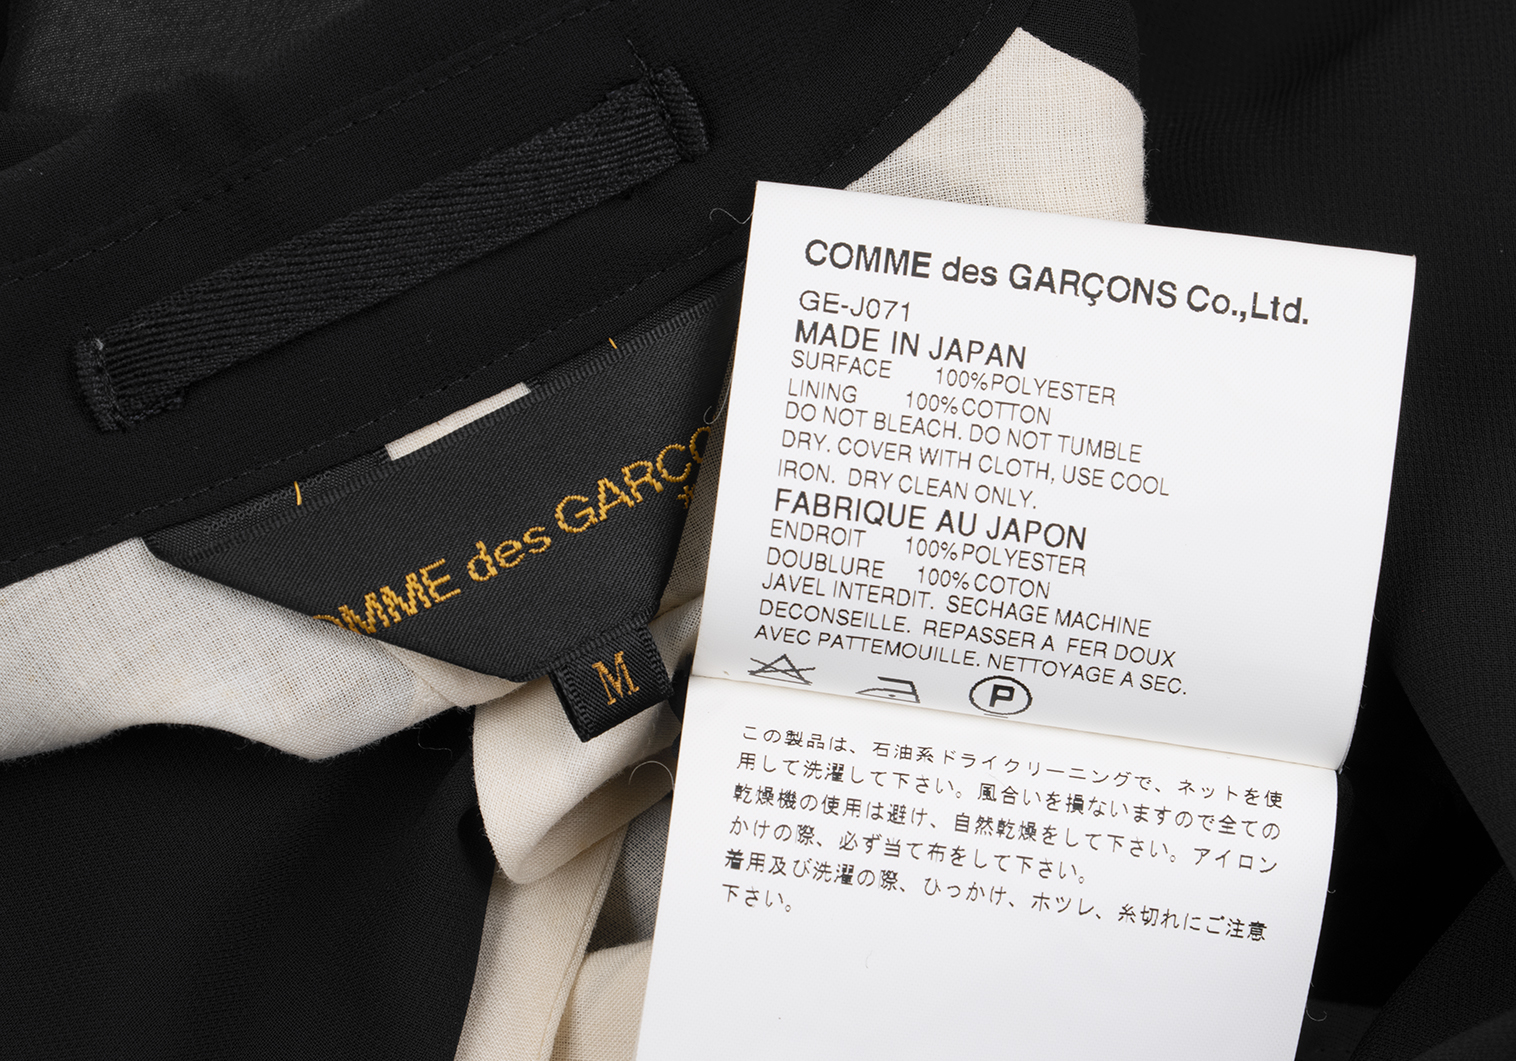 COMME des GARÇO
M
COMME des GARÇONS Co.,Ltd.
GE-J071
MADE IN JAPAN
SURFACE 100%POLYESTER
LINING 100%COTTON
DO NOT BLEACH. DO NOT TUMBLE
DRY. COVER WITH CLOTH, USE COOL
IRON. DRY CLEAN ONLY.
FABRIQUE AU JAPON
ENDROIT 100%POLYESTER
DOUBLURE 100%COTON
JAVEL INTERDIT. SECHAGE MACHINE
DECONSEILLE. REPASSER A FER DOUX
AVEC PATTEMOUILLE. NETTOYAGE A SEC.
P
この製品は、石油系ドライクリーニングで、ネットを使
用して洗濯して下さい。風合いを損ないますので全ての
乾燥機の使用は避け、自然乾燥をして下さい。アイロン
かけの際、必ず当て布をして下さい。
着用及び洗濯の際、ひっかけ、ホツレ、糸切れにご注意
下さい。